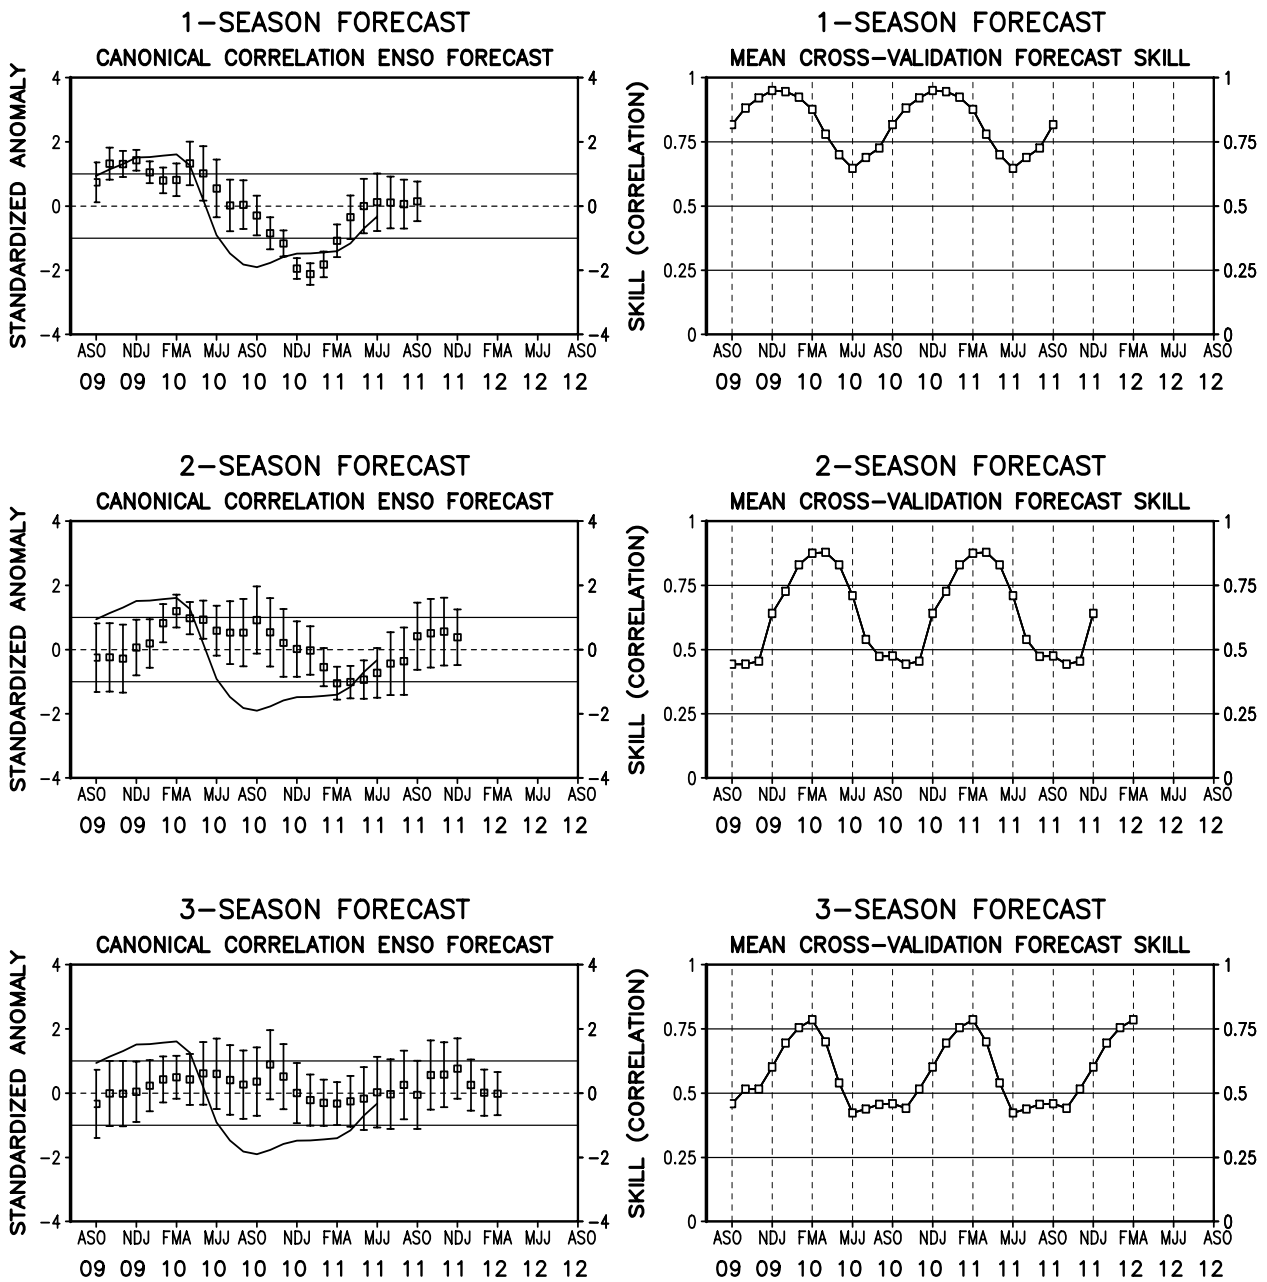 1-SEASON FORECAST
CANONICAL CORRELATION ENSO FORECAST
STANDARDIZED ANOMALY
4 4
2 2
0 0
-2 -2
-4 -4
ASO NDJ FMA MJJ ASO NDJ FMA MJJ ASO NDJ FMA MJJ ASO
09 09 10 10 10 10 11 11 11 11 12 12 12
1-SEASON FORECAST
MEAN CROSS-VALIDATION FORECAST SKILL
SKILL (CORRELATION)
1 1
0.75 0.75
0.5 0.5
0.25 0.25
0 0
ASO NDJ FMA MJJ ASO NDJ FMA MJJ ASO NDJ FMA MJJ ASO
09 09 10 10 10 10 11 11 11 11 12 12 12
2-SEASON FORECAST
CANONICAL CORRELATION ENSO FORECAST
STANDARDIZED ANOMALY
4 4
2 2
0 0
-2 -2
-4 -4
ASO NDJ FMA MJJ ASO NDJ FMA MJJ ASO NDJ FMA MJJ ASO
09 09 10 10 10 10 11 11 11 11 12 12 12
2-SEASON FORECAST
MEAN CROSS-VALIDATION FORECAST SKILL
SKILL (CORRELATION)
1 1
0.75 0.75
0.5 0.5
0.25 0.25
0 0
ASO NDJ FMA MJJ ASO NDJ FMA MJJ ASO NDJ FMA MJJ ASO
09 09 10 10 10 10 11 11 11 11 12 12 12
3-SEASON FORECAST
CANONICAL CORRELATION ENSO FORECAST
STANDARDIZED ANOMALY
4 4
2 2
0 0
-2 -2
-4 -4
ASO NDJ FMA MJJ ASO NDJ FMA MJJ ASO NDJ FMA MJJ ASO
09 09 10 10 10 10 11 11 11 11 12 12 12
3-SEASON FORECAST
MEAN CROSS-VALIDATION FORECAST SKILL
SKILL (CORRELATION)
1 1
0.75 0.75
0.5 0.5
0.25 0.25
0 0
ASO NDJ FMA MJJ ASO NDJ FMA MJJ ASO NDJ FMA MJJ ASO
09 09 10 10 10 10 11 11 11 11 12 12 12